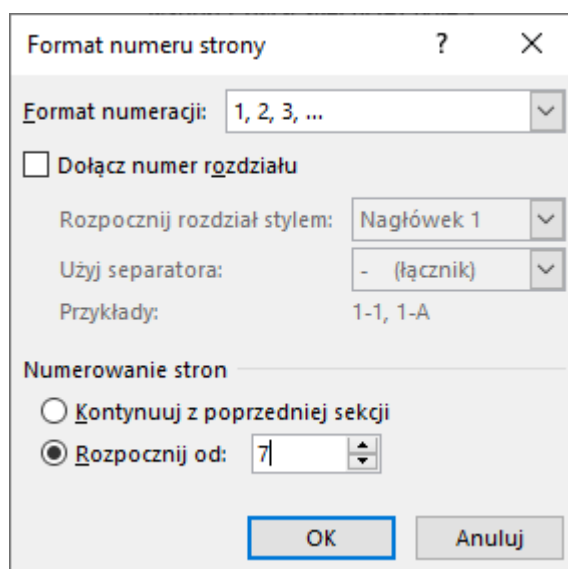 Format numeru strony ?
Format numeracji: 1, 2, 3, ...
Dołącz numer rozdziału
Rozpocznij rozdział stylem: Nagłówek 1
Użyj separatora: - (łącznik)
Przykłady: 1-1, 1-A
Numerowanie stron
Kontynuuj z poprzedniej sekcji
Rozpocznij od: 7
OK Anuluj